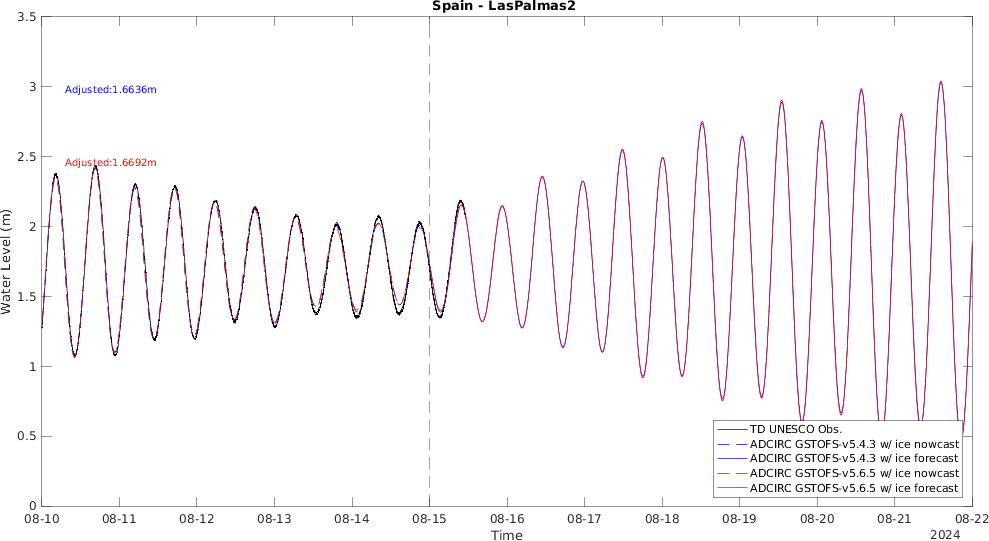 Spain - LasPalmas2
3.5
3
2.5
2
1.5
1
0.5
0
Water Level (m)
Adjusted:1.6636m
Adjusted:1.6692m
TD UNESCO Obs.
ADCIRC GSTOFS-v5.4.3 w/ ice nowcast
ADCIRC GSTOFS-v5.4.3 w/ ice forecast
ADCIRC GSTOFS-v5.6.5 w/ ice nowcast
ADCIRC GSTOFS-v5.6.5 w/ ice forecast
08-10 08-11 08-12 08-13 08-14 08-15 08-16 08-17 08-18 08-19 08-20 08-21 08-22
Time
2024